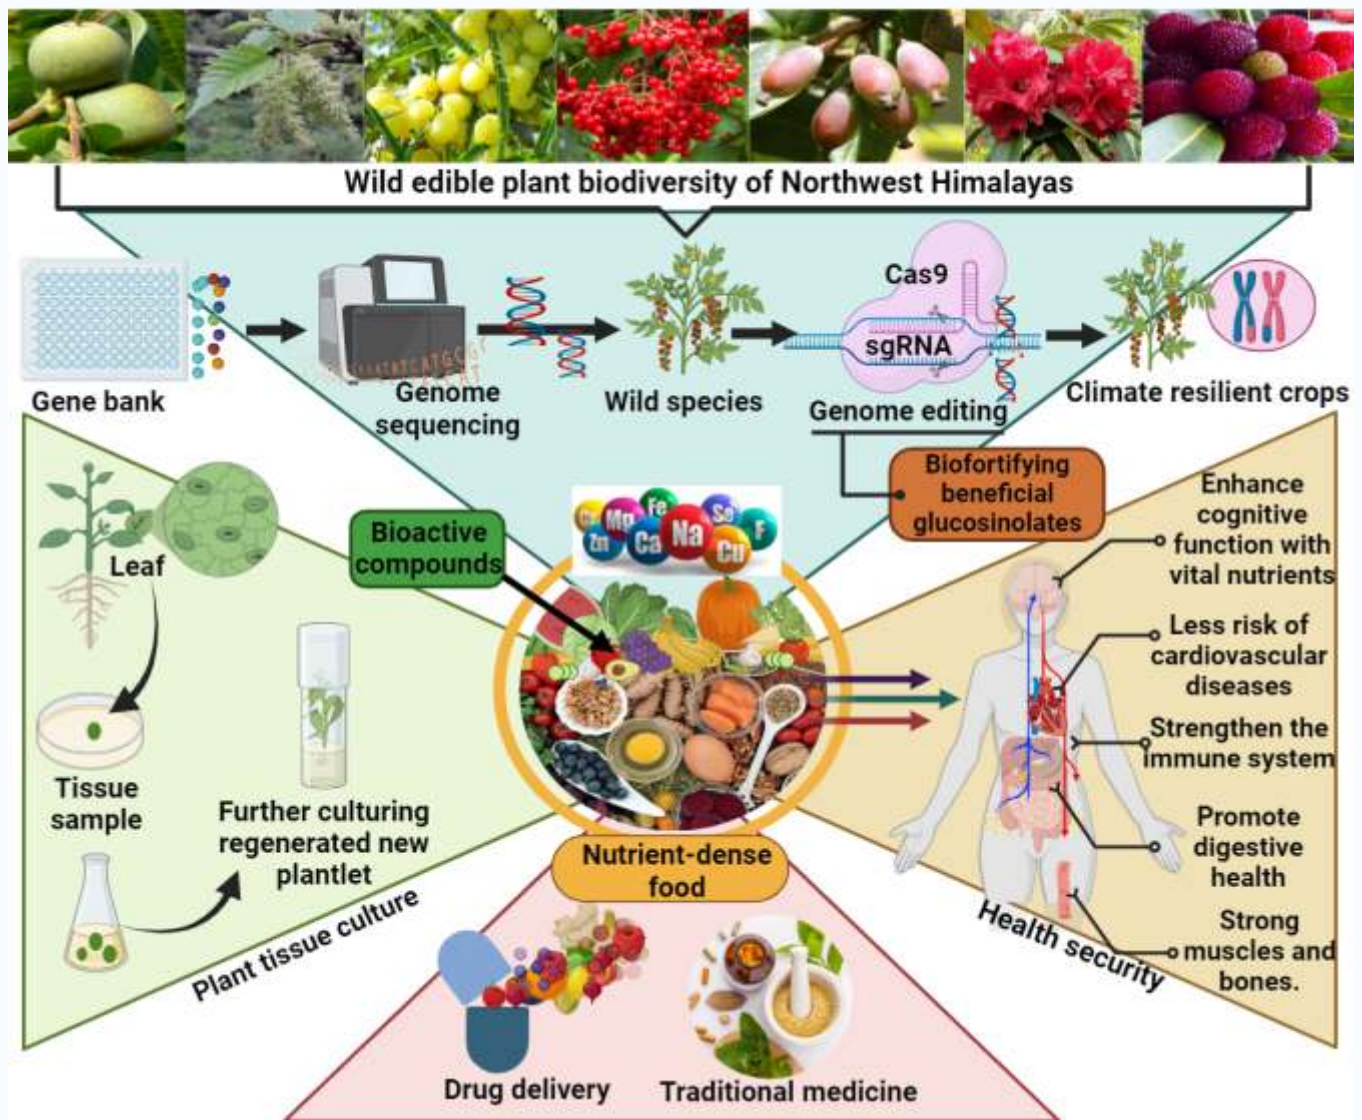 Wild edible plant biodiversity of Northwest Himalayas
Cas9
sgRNA
Gene bank
Genome
sequencing
Wild species
Genome editing
Climate resilient crops
Biofortifying
beneficial
glucosinolates
Bioactive
compounds
Mg
Fe
Se
F
Zn
Ca
Na
Cu
Leaf
Tissue
sample
Further culturing
regenerated new
plantlet
Plant tissue culture
Enhance
cognitive
function with
vital nutrients
Less risk of
cardiovascular
diseases
Strengthen the
immune system
Promote
digestive
health
Strong
muscles and
bones.
Health security
Nutrient-dense
food
Drug delivery
Traditional medicine